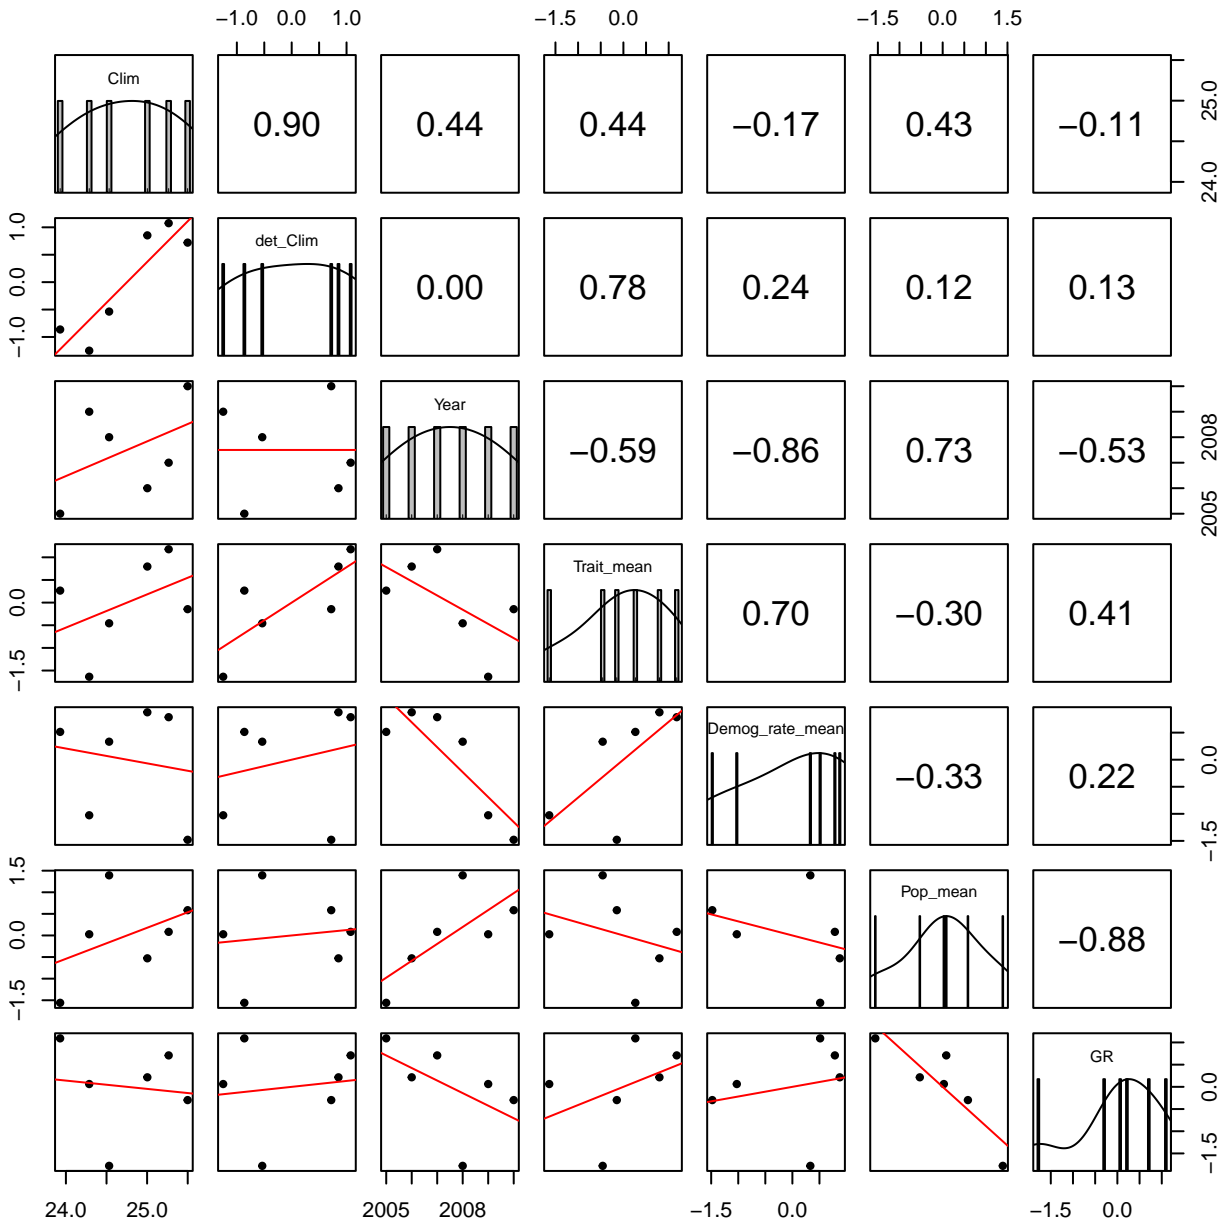 −1.0 0.0 1.0 −1.5 0.0 −1.5 0.0 1.5
Clim 0.90 0.44 0.44 −0.17 0.43 −0.11 24.0 25.0
−1.0 0.0 1.0 det_Clim 0.00 0.78 0.24 0.12 0.13
Year −0.59 −0.86 0.73 −0.53 2005 2008
−1.5 0.0 Trait_mean 0.70 −0.30 0.41
Demog_rate_mean −0.33 0.22 −1.5 0.0
−1.5 0.0 1.5 Pop_mean −0.88
GR −1.5 0.0
24.0 25.0 2005 2008 −1.5 0.0 −1.5 0.0